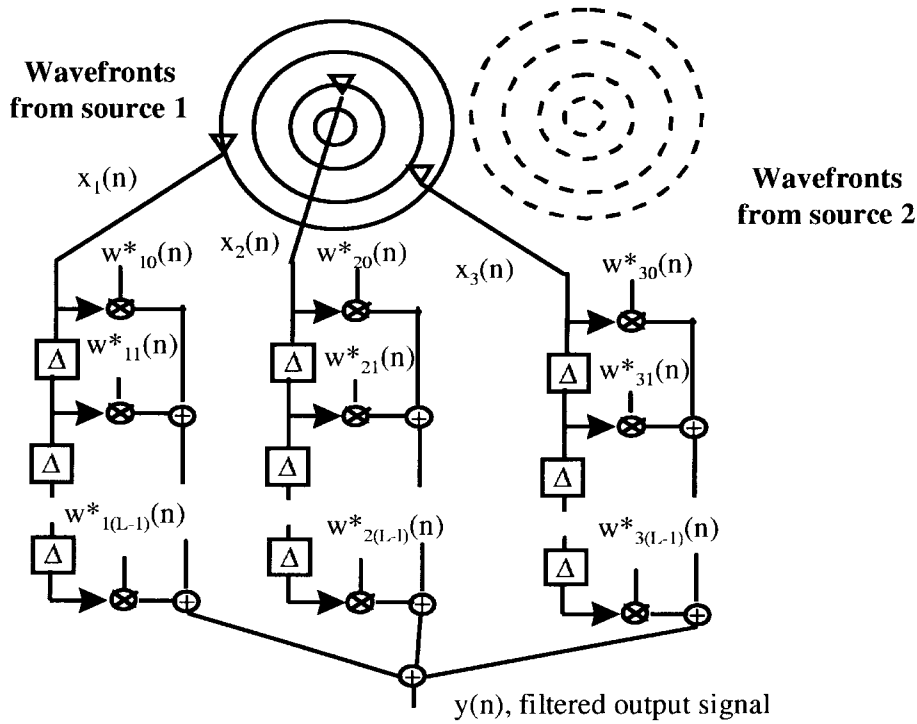 Wavefronts
from source 1
Wavefronts
from source 2
x₁(n)
x₂(n)
x₃(n)
w*₁₀(n)
w*₂₀(n)
w*₃₀(n)
Δ
w*₁₁(n)
Δ
w*₂₁(n)
Δ
w*₃₁(n)
Δ
Δ
Δ
w*₁₍L₋₁₎(n)
w*₂₍L₋₁₎(n)
w*₃₍L₋₁₎(n)
Δ
Δ
Δ
y(n), filtered output signal